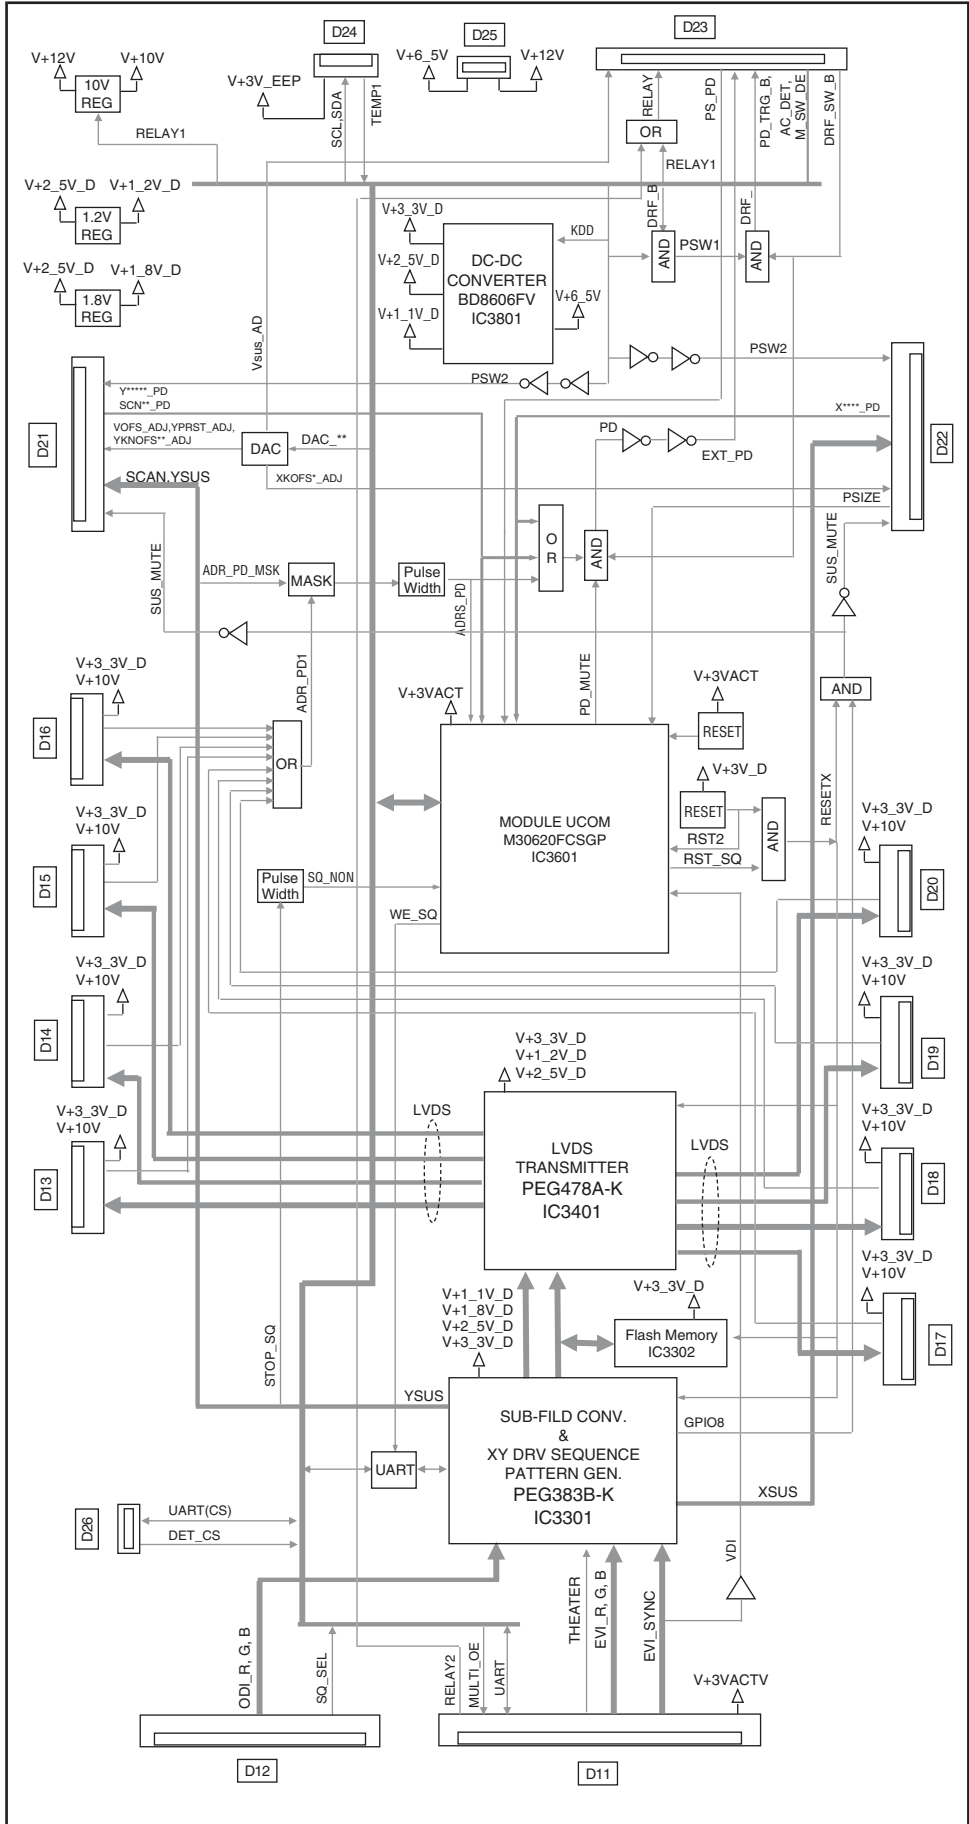 D24
D25
D23
V+12V
V+10V
10V
REG
V+3V_EEP
SCL,SDA
TEMP1
V+6_5V
V+12V
RELAY
PS_PD
PD_TRG_B,
AC_DET,
M_SW_DE
DRF_SW_B
RELAY1
OR
RELAY1
V+2_5V_D
V+1_2V_D
1.2V
REG
V+3_3V_D
DRF_B
DRF_
V+2_5V_D
V+1_8V_D
1.8V
REG
V+2_5V_D
DC-DC
CONVERTER
BD8606FV
IC3801
KDD
AND
PSW1
AND
V+1_1V_D
V+6_5V
Vsus_AD
PSW2
PSW2
Y*****_PD
SCN**_PD
VOFS_ADJ,YPRST_ADJ,
YKNOFS**_ADJ
D21
DAC
DAC_**
PD
EXT_PD
X****_PD
D22
SCAN,YSUS
XKOFS*_ADJ
PSIZE
O
R
AND
SUS_MUTE
SUS_MUTE
ADR_PD_MSK
MASK
Pulse
Width
ADRS_PD
ADR_PD1
PD_MUTE
V+3_3V_D
V+10V
D16
V+3VACT
V+3VACT
RESET
AND
OR
V+3V_D
RESET
RST2
RST_SQ
AND
RESETX
MODULE UCOM
M30620FCSGP
IC3601
V+3_3V_D
V+10V
D15
Pulse
Width
SQ_NON
WE_SQ
V+3_3V_D
V+10V
D20
V+3_3V_D
V+10V
D14
V+3_3V_D
V+10V
D19
V+3_3V_D
V+1_2V_D
V+2_5V_D
V+3_3V_D
V+10V
D13
LVDS
LVDS
TRANSMITTER
PEG478A-K
IC3401
LVDS
V+3_3V_D
V+10V
D18
V+3_3V_D
V+10V
D17
V+1_1V_D
V+1_8V_D
V+2_5V_D
V+3_3V_D
V+3_3V_D
Flash Memory
IC3302
STOP_SQ
YSUS
SUB-FILD CONV.
&
XY DRV SEQUENCE
PATTERN GEN.
PEG383B-K
IC3301
GPIO8
XSUS
UART
D26
UART(CS)
DET_CS
VDI
ODI_R, G, B
SQ_SEL
RELAY2
MULTI_OE
UART
THEATER
EVI_R, G, B
EVI_SYNC
V+3VACTV
D12
D11